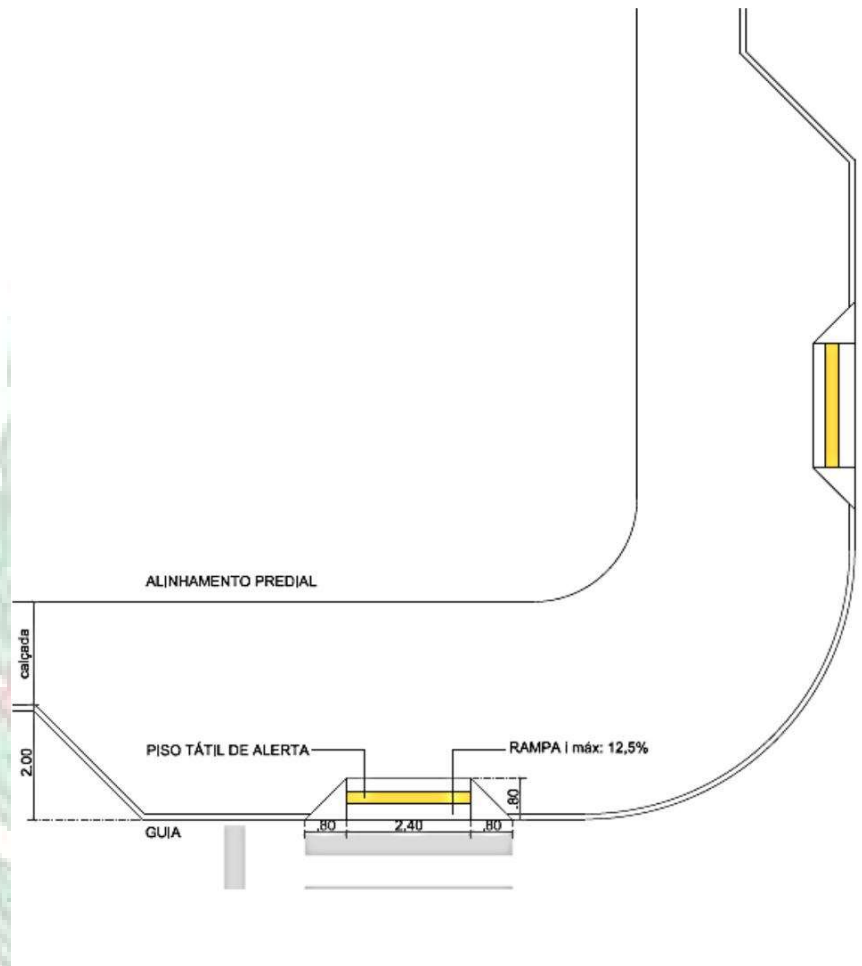 ALINHAMENTO PREDIAL
calçada
2.00
PISO TÁTIL DE ALERTA
RAMPA i máx: 12,5%
.80
GUIA
.80
2.40
.80